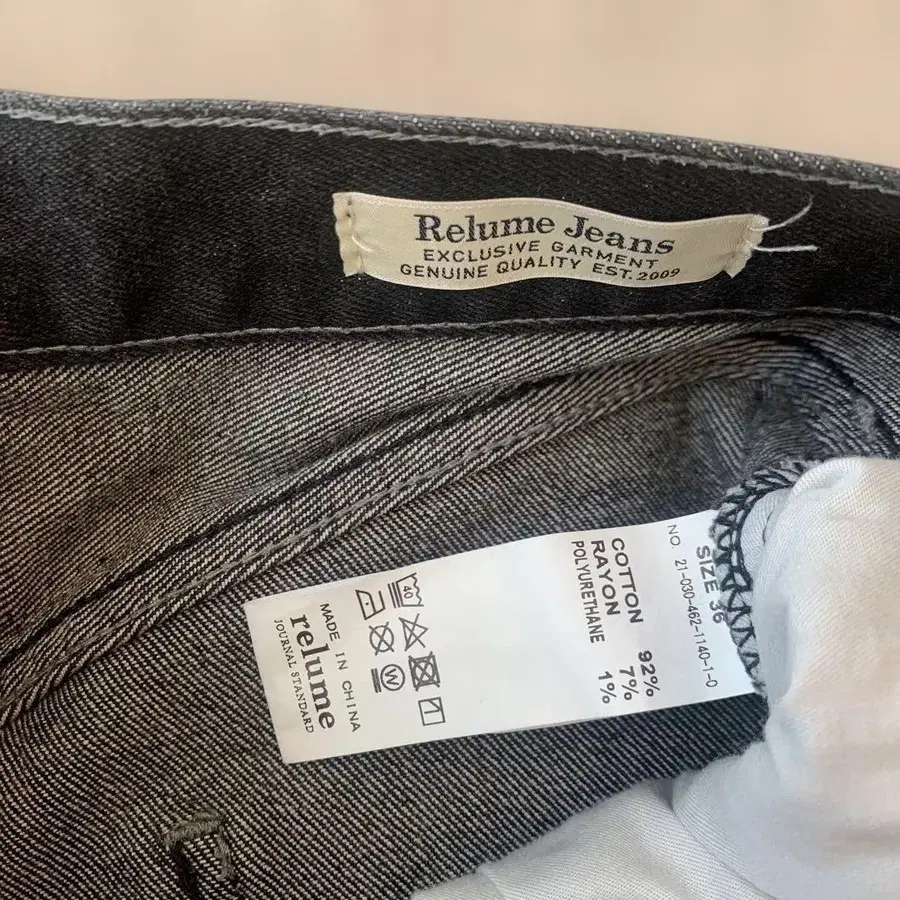 Relume Jeans
EXCLUSIVE GARMENT
GENUINE QUALITY EST.2009
NO. 21-030-462-1140-1-0
SIZE 36
COTTON 92%
RAYON 7%
POLYURETHANE 1%
40
W
MADE IN CHINA
relume
JOURNAL STANDARD